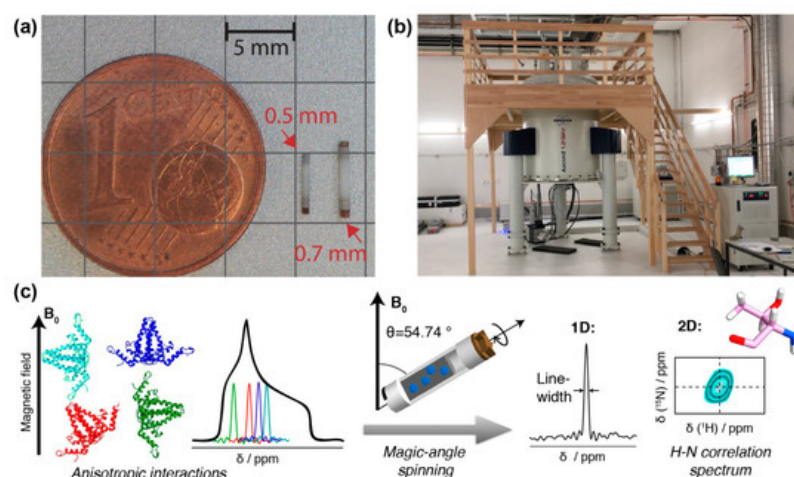 (a)
5 mm
0.5 mm
0.7 mm
1
(b)
(c)
B₀
Magnetic field
Anisotropic interactions
δ / ppm
B₀
θ=54.74 °
Magic-angle
spinning
1D:
Line-
width
δ / ppm
2D:
δ (¹⁵N) / ppm
δ (¹H) / ppm
H-N correlation
spectrum